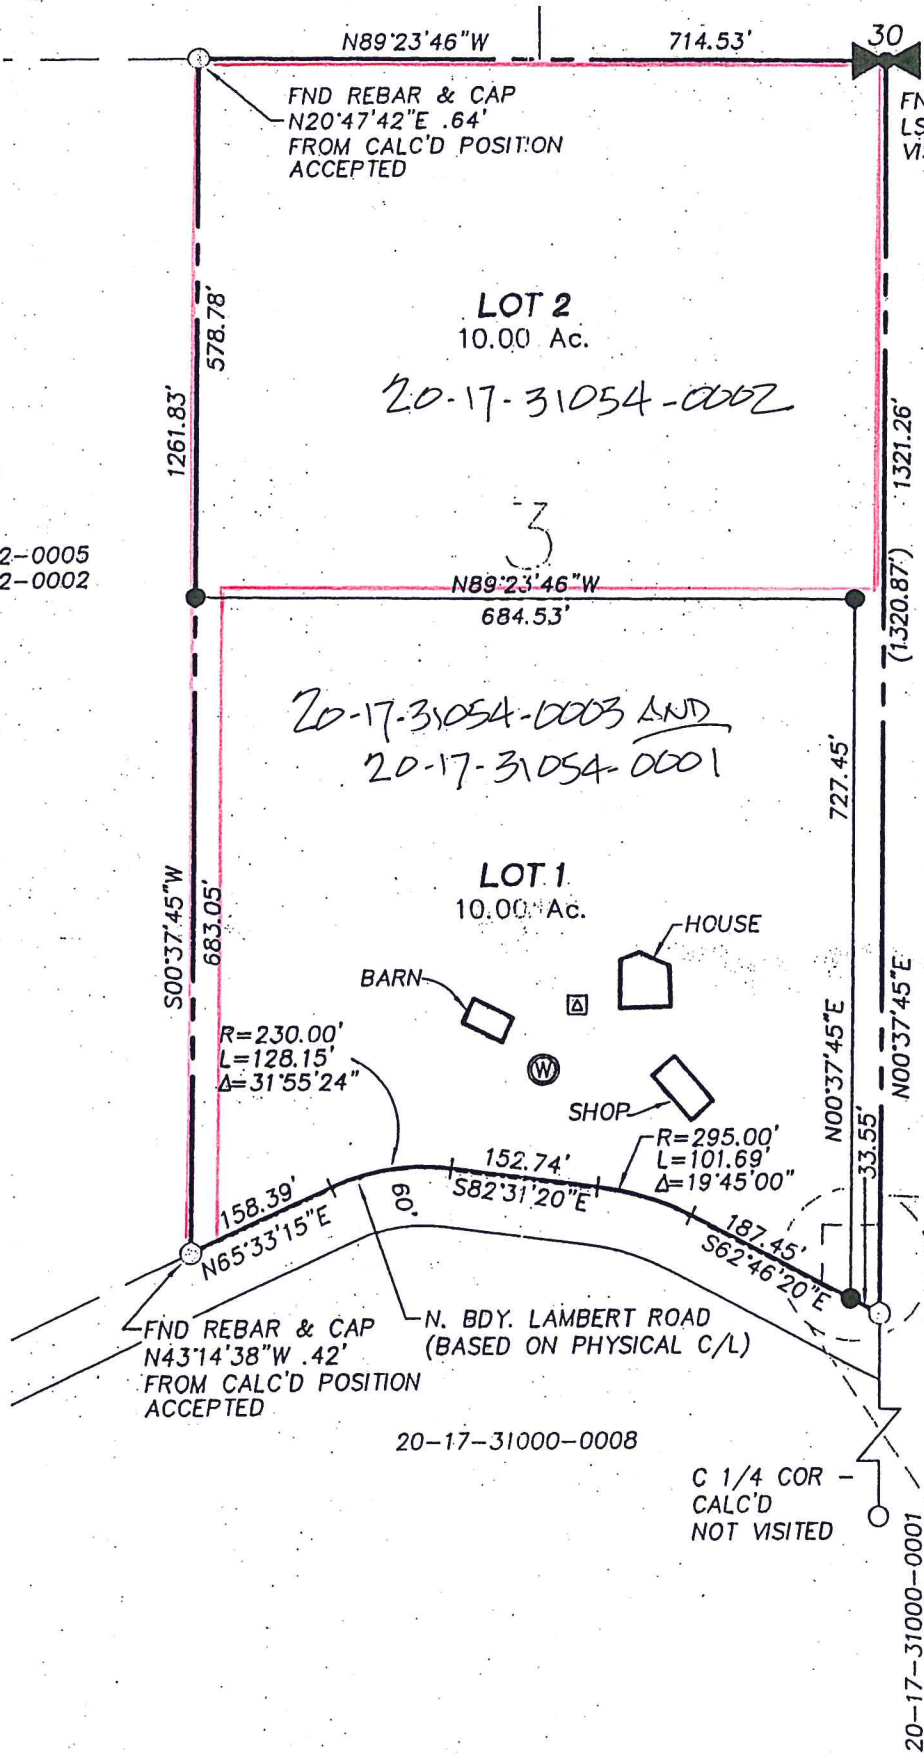 N89°23'46"W
714.53'
30
FND REBAR & CAP
N20°47'42"E .64'
FROM CALC'D POSITION
ACCEPTED
LOT 2
10.00 Ac.
20-17-31054-0002
578.78'
1261.83'
1321.26'
(1320.87')
3
2-0005
2-0002
N89°23'46"W
684.53'
20-17-31054-0003 AND
20-17-31054-0001
727.45'
LOT 1
10.00 Ac.
S00°37'45"W
683.05'
HOUSE
BARN
W
SHOP
N00°37'45"E
N00°37'45"E
33.55'
R=230.00'
L=128.15'
Δ=31°55'24"
R=295.00'
L=101.69'
Δ=19°45'00"
158.39'
N65°33'15"E
60'
152.74'
S82°31'20"E
187.45'
S62°46'20"E
FND REBAR & CAP
N43°14'38"W .42'
FROM CALC'D POSITION
ACCEPTED
N. BDY. LAMBERT ROAD
(BASED ON PHYSICAL C/L)
20-17-31000-0008
C 1/4 COR
CALC'D
NOT VISITED
20-17-31000-0001